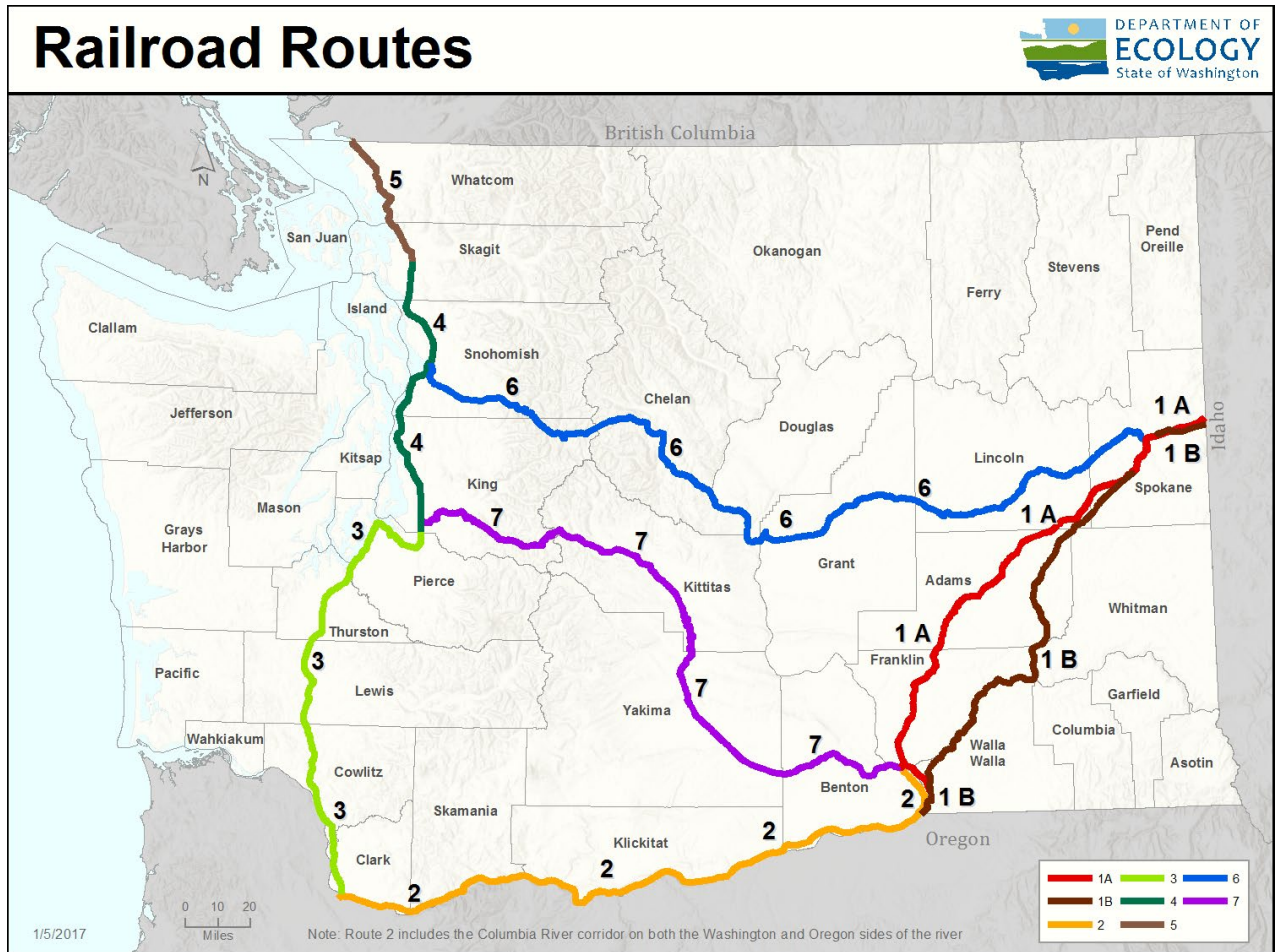 Railroad Routes
DEPARTMENT OF
ECOLOGY
State of Washington
British Columbia
N
5
Whatcom
San Juan
Skagit
Okanogan
Pend
Oreille
Stevens
Ferry
Island
Clallam
4
Snohomish
6
Chelan
Jefferson
Douglas
1 A
Idaho
4
6
1 B
Kitsap
Lincoln
King
Spokane
Mason
6
6
1 A
Grays
Harbor
3
7
7
Grant
Pierce
Kittitas
Adams
Whitman
Thurston
1 A
3
Franklin
1 B
Pacific
Lewis
7
Garfield
Yakima
Columbia
Wahkiakum
7
Walla
Walla
Asotin
Cowlitz
Benton
3
Skamania
2
1 B
2
Klickitat
Oregon
Clark
2
2
1A
3
6
1B
4
7
2
5
0 10 20
Miles
1/5/2017
Note: Route 2 includes the Columbia River corridor on both the Washington and Oregon sides of the river